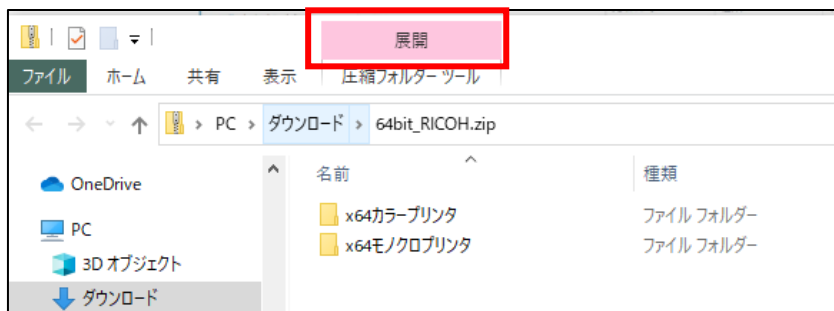 展開
ファイル ホーム 共有 表示 圧縮フォルダー ツール
PC › ダウンロード › 64bit_RICOH.zip
名前 種類
OneDrive
x64カラープリンタ ファイル フォルダー
PC
x64モノクロプリンタ ファイル フォルダー
3D オブジェクト
ダウンロード